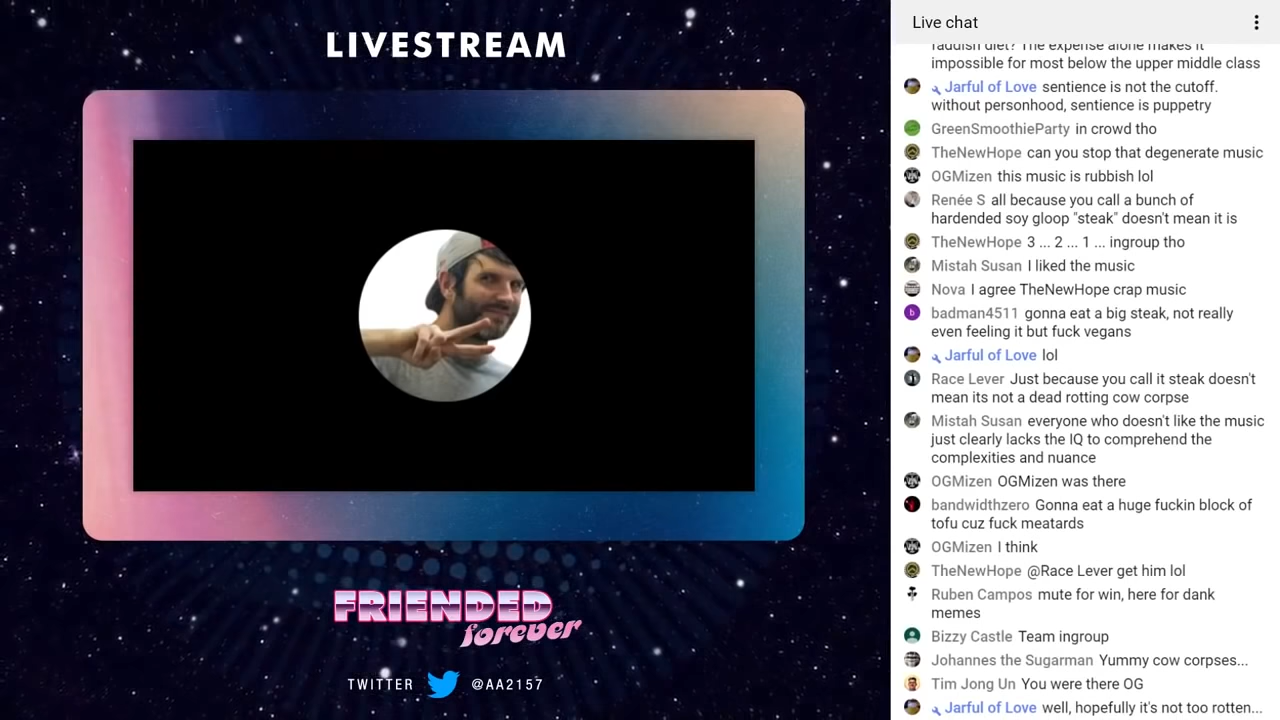 LIVESTREAM
FRIENDED
forever
TWITTER @AA2157
Live chat
faddish diet? The expense alone makes it
impossible for most below the upper middle class
Jarful of Love sentience is not the cutoff.
without personhood, sentience is puppetry
GreenSmoothieParty in crowd tho
TheNewHope can you stop that degenerate music
OGMizen this music is rubbish lol
Renée S all because you call a bunch of
hardended soy gloop "steak" doesn't mean it is
TheNewHope 3 ... 2 ... 1 ... ingroup tho
Mistah Susan I liked the music
Nova I agree TheNewHope crap music
b badman4511 gonna eat a big steak, not really
even feeling it but fuck vegans
Jarful of Love lol
Race Lever Just because you call it steak doesn't
mean its not a dead rotting cow corpse
Mistah Susan everyone who doesn't like the music
just clearly lacks the IQ to comprehend the
complexities and nuance
OGMizen OGMizen was there
bandwidthzero Gonna eat a huge fuckin block of
tofu cuz fuck meatards
OGMizen I think
TheNewHope @Race Lever get him lol
Ruben Campos mute for win, here for dank
memes
Bizzy Castle Team ingroup
Johannes the Sugarman Yummy cow corpses...
Tim Jong Un You were there OG
Jarful of Love well, hopefully it's not too rotten...